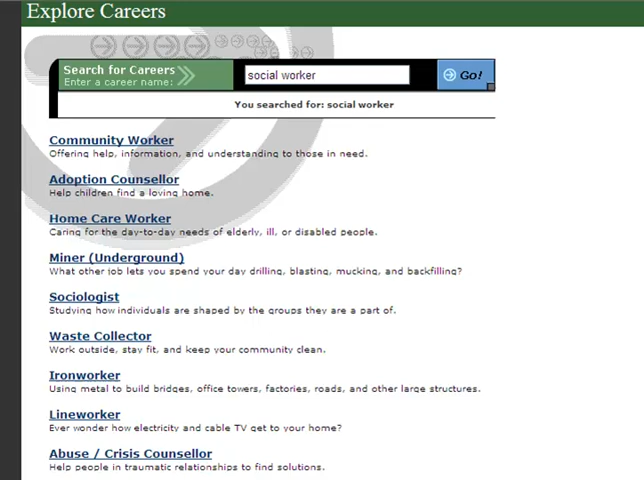 Explore Careers
Search for Careers
Enter a career name:
social worker
Go!
You searched for: social worker
Community Worker
Offering help, information, and understanding to those in need.
Adoption Counsellor
Help children find a loving home.
Home Care Worker
Caring for the day-to-day needs of elderly, ill, or disabled people.
Miner (Underground)
What other job lets you spend your day drilling, blasting, mucking, and backfilling?
Sociologist
Studying how individuals are shaped by the groups they are a part of.
Waste Collector
Work outside, stay fit, and keep your community clean.
Ironworker
Using metal to build bridges, office towers, factories, roads, and other large structures.
Lineworker
Ever wonder how electricity and cable TV get to your home?
Abuse / Crisis Counsellor
Help people in traumatic relationships to find solutions.